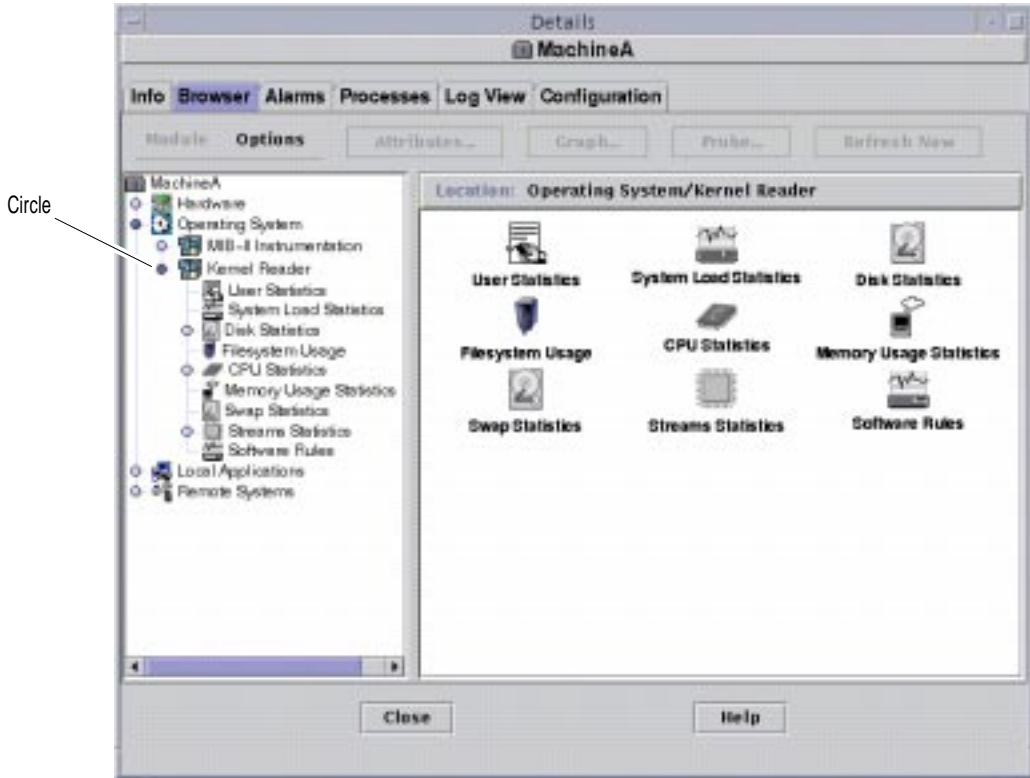 Details
MachineA
Info Browser Alarms Processes Log View Configuration
Module Options Attributes... Graph... Probe... Refresh Now
Circle
MachineA
Hardware
Operating System
MIB-II Instrumentation
Kernel Reader
User Statistics
System Load Statistics
Disk Statistics
Filesystem Usage
CPU Statistics
Memory Usage Statistics
Swap Statistics
Streams Statistics
Software Rules
Local Applications
Remote Systems
Location: Operating System/Kernel Reader
User Statistics System Load Statistics Disk Statistics
Filesystem Usage CPU Statistics Memory Usage Statistics
Swap Statistics Streams Statistics Software Rules
Close Help